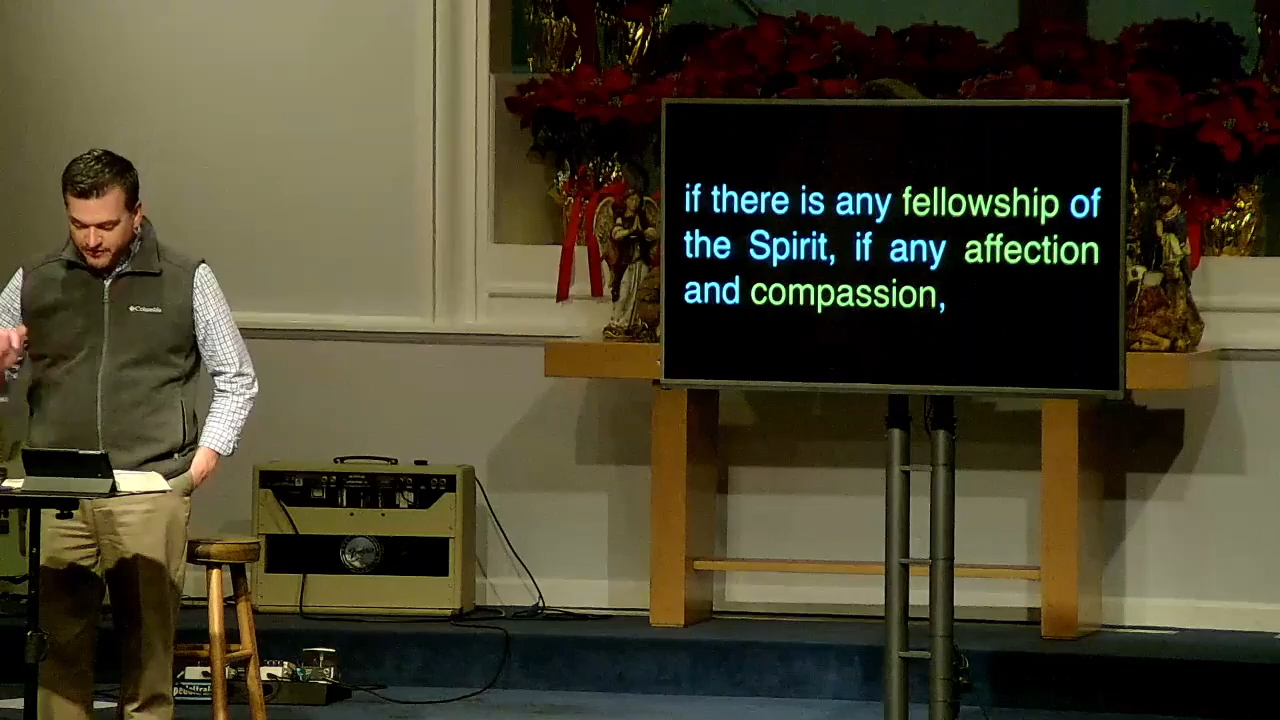 if there is any fellowship of
the Spirit, if any affection
and compassion,
Columbia